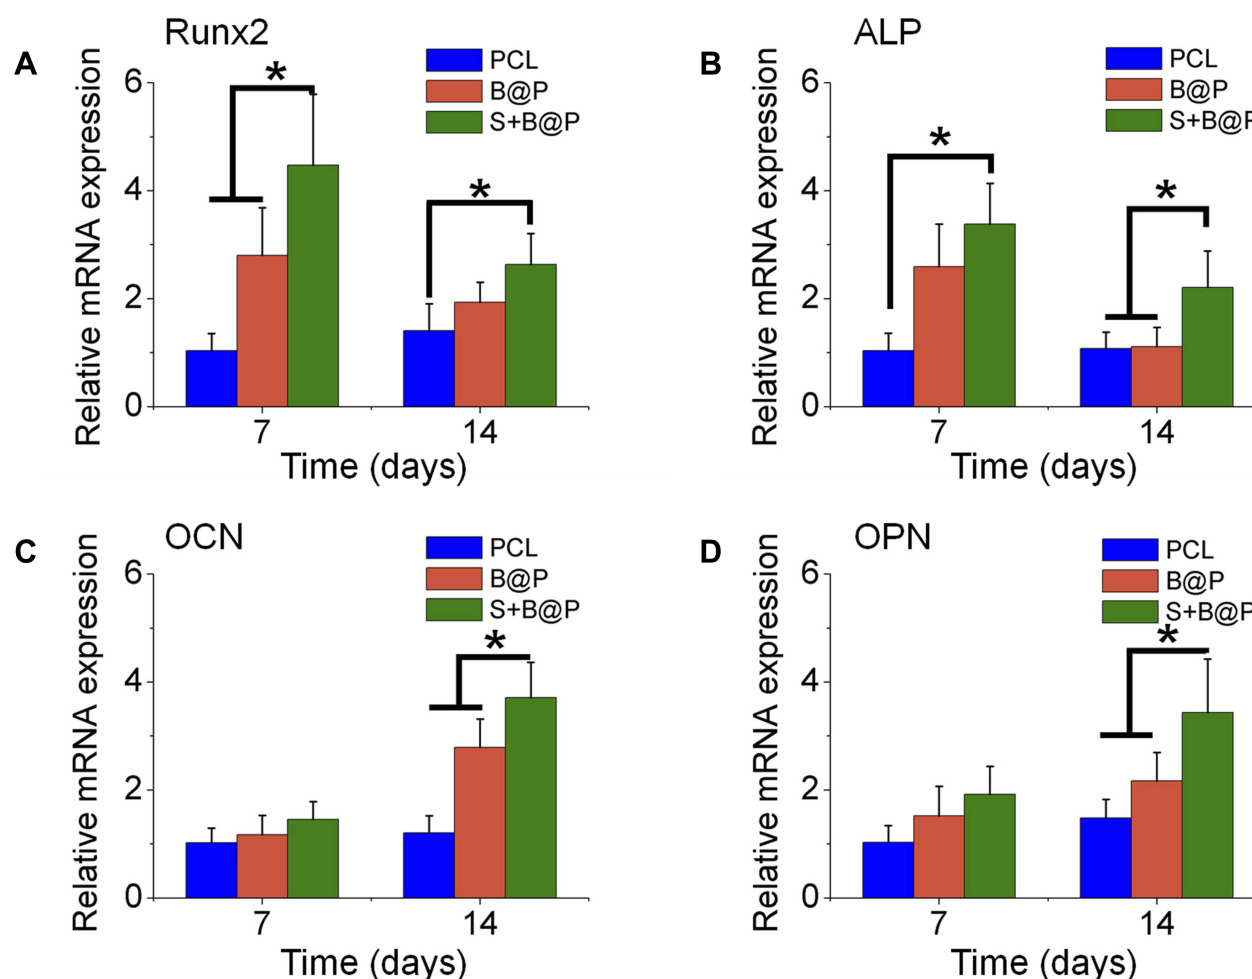 A
Runx2
PCL
B@P
S+B@P
*
*
Relative mRNA expression
6
4
2
0
7
14
Time (days)
B
ALP
PCL
B@P
S+B@P
*
*
Relative mRNA expression
6
4
2
0
7
14
Time (days)
C
OCN
PCL
B@P
S+B@P
*
Relative mRNA expression
6
4
2
0
7
14
Time (days)
D
OPN
PCL
B@P
S+B@P
*
Relative mRNA expression
6
4
2
0
7
14
Time (days)